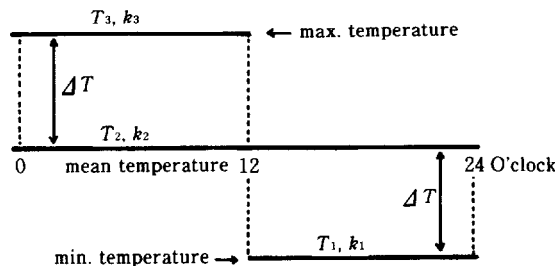 T3, k3
← max. temperature
ΔT
T2, k2
0 mean temperature 12 24 O'clock
ΔT
T1, k1
min. temperature →